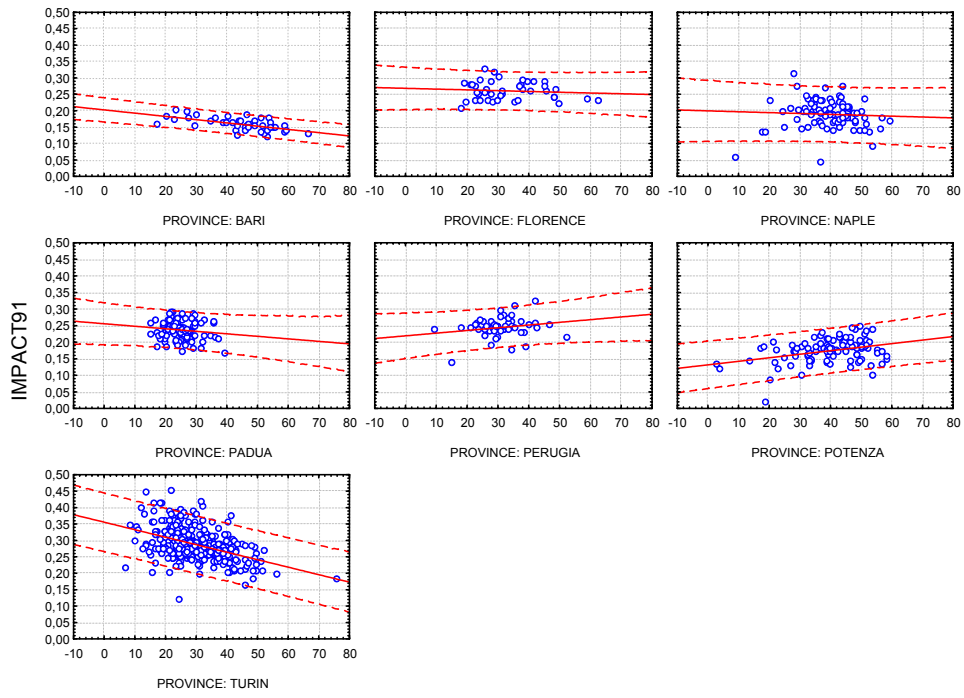 0,50
0,45
0,40
0,35
0,30
0,25
0,20
0,15
0,10
0,05
0,00
-10 0 10 20 30 40 50 60 70 80
-10 0 10 20 30 40 50 60 70 80
-10 0 10 20 30 40 50 60 70 80
PROVINCE: BARI
PROVINCE: FLORENCE
PROVINCE: NAPLE
IMPACT91
0,50
0,45
0,40
0,35
0,30
0,25
0,20
0,15
0,10
0,05
0,00
-10 0 10 20 30 40 50 60 70 80
-10 0 10 20 30 40 50 60 70 80
-10 0 10 20 30 40 50 60 70 80
PROVINCE: PADUA
PROVINCE: PERUGIA
PROVINCE: POTENZA
0,50
0,45
0,40
0,35
0,30
0,25
0,20
0,15
0,10
0,05
0,00
-10 0 10 20 30 40 50 60 70 80
PROVINCE: TURIN